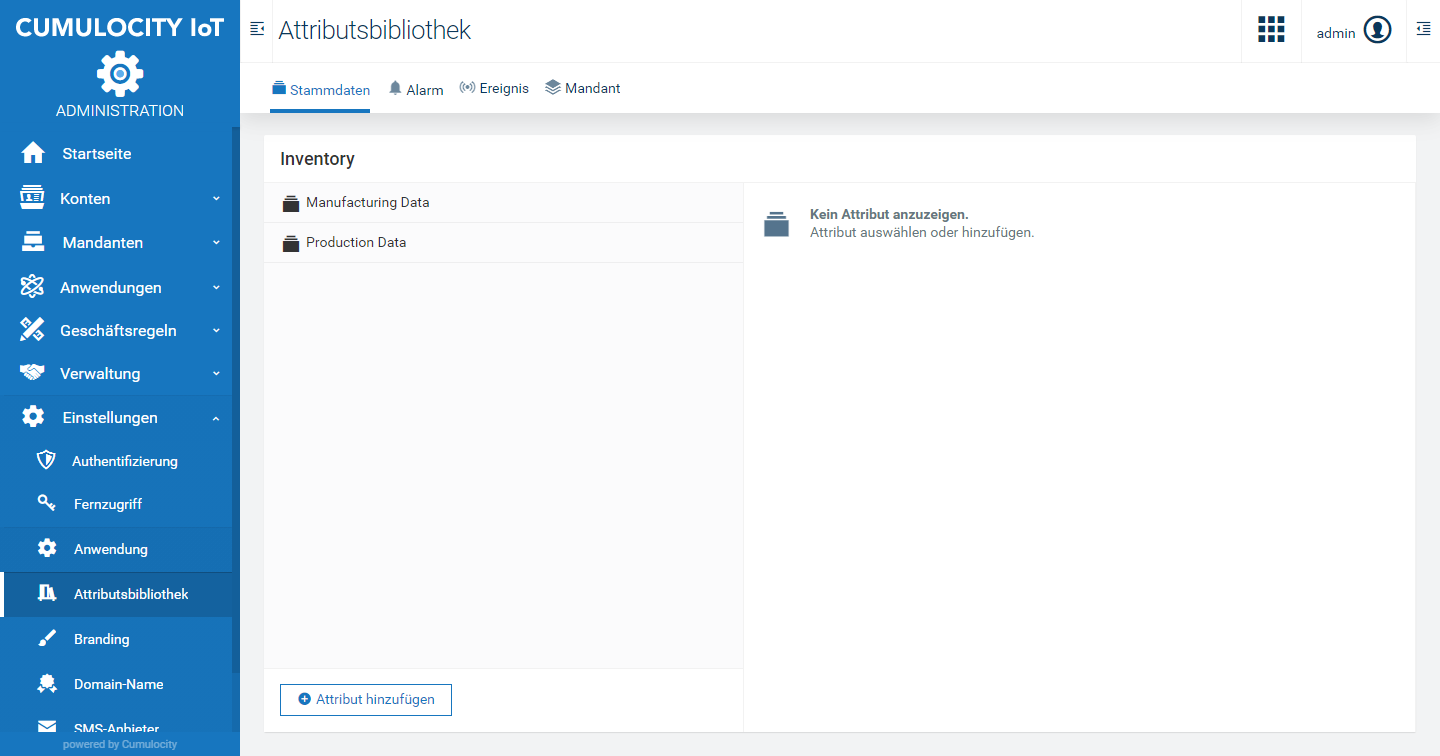 CUMULOCITY IoT
ADMINISTRATION
Startseite
Konten
Mandanten
Anwendungen
Geschäftsregeln
Verwaltung
Einstellungen
Authentifizierung
Fernzugriff
Anwendung
Attributsbibliothek
Branding
Domain-Name
SMS-Anbieter
powered by Cumulocity
Attributsbibliothek
admin
Stammdaten Alarm Ereignis Mandant
Inventory
Manufacturing Data
Production Data
Attribut hinzufügen
Kein Attribut anzuzeigen.
Attribut auswählen oder hinzufügen.